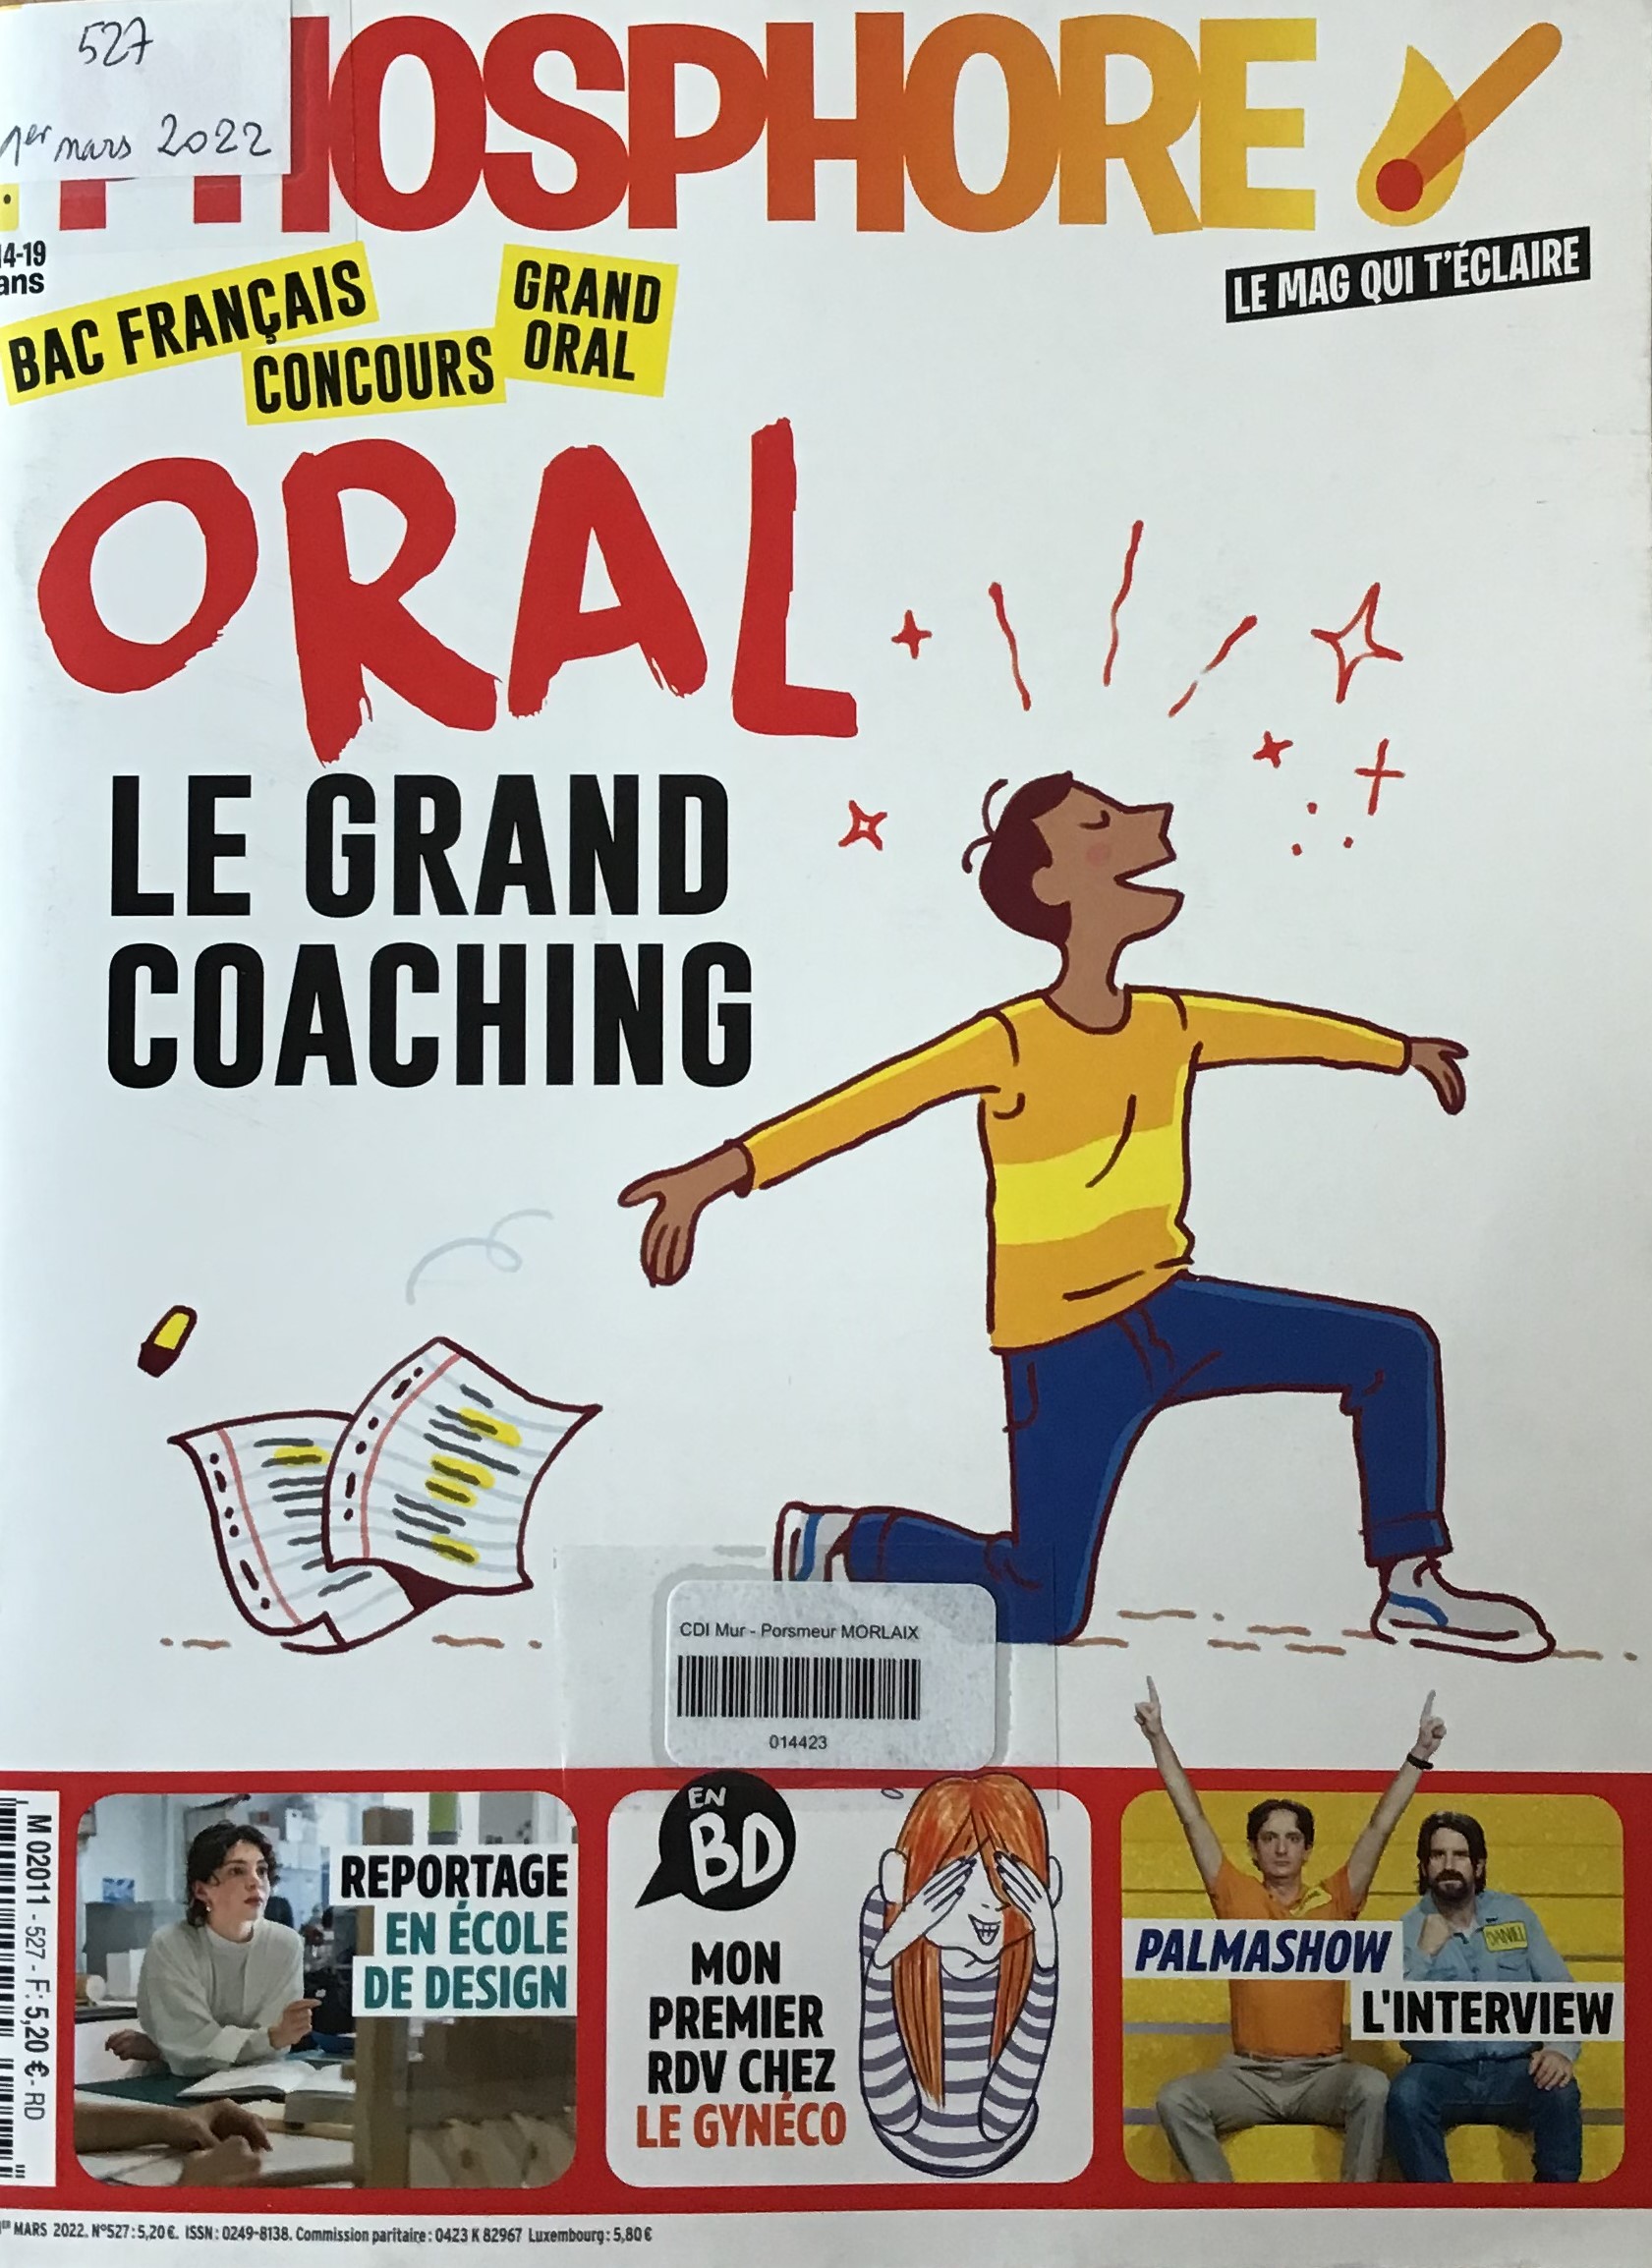 527
1er mars 2022
PHOSPHORE
14-19
ans
LE MAG QUI T'ÉCLAIRE
BAC FRANÇAIS
CONCOURS
GRAND
ORAL
ORAL
LE GRAND
COACHING
CDI Mur - Porsmeur MORLAIX
014423
M 02011 - 527 - F: 5,20 € - RD
REPORTAGE
EN ÉCOLE
DE DESIGN
EN
BD
MON
PREMIER
RDV CHEZ
LE GYNÉCO
DANIEL
PALMASHOW
L'INTERVIEW
1ER MARS 2022. N°527 : 5,20 €. ISSN : 0249-8138. Commission paritaire : 0423 K 82967 Luxembourg : 5,80 €